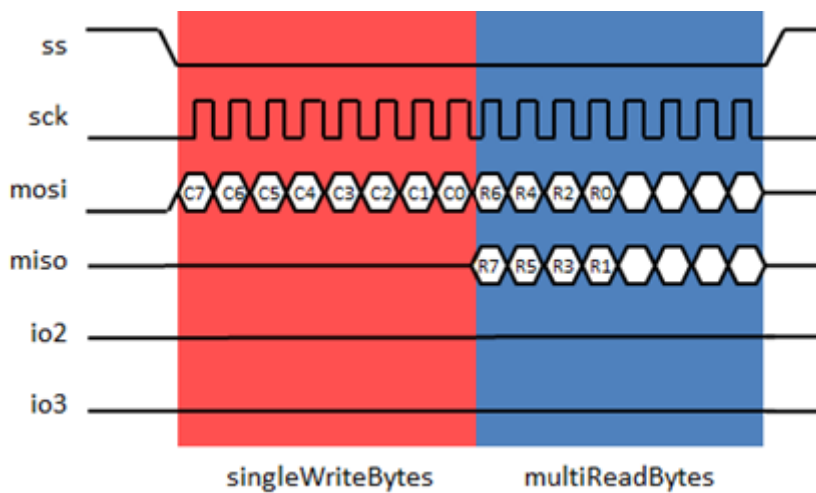 ss
sck
mosi C7 C6 C5 C4 C3 C2 C1 C0 R6 R4 R2 R0
miso R7 R5 R3 R1
io2
io3
singleWriteBytes multiReadBytes